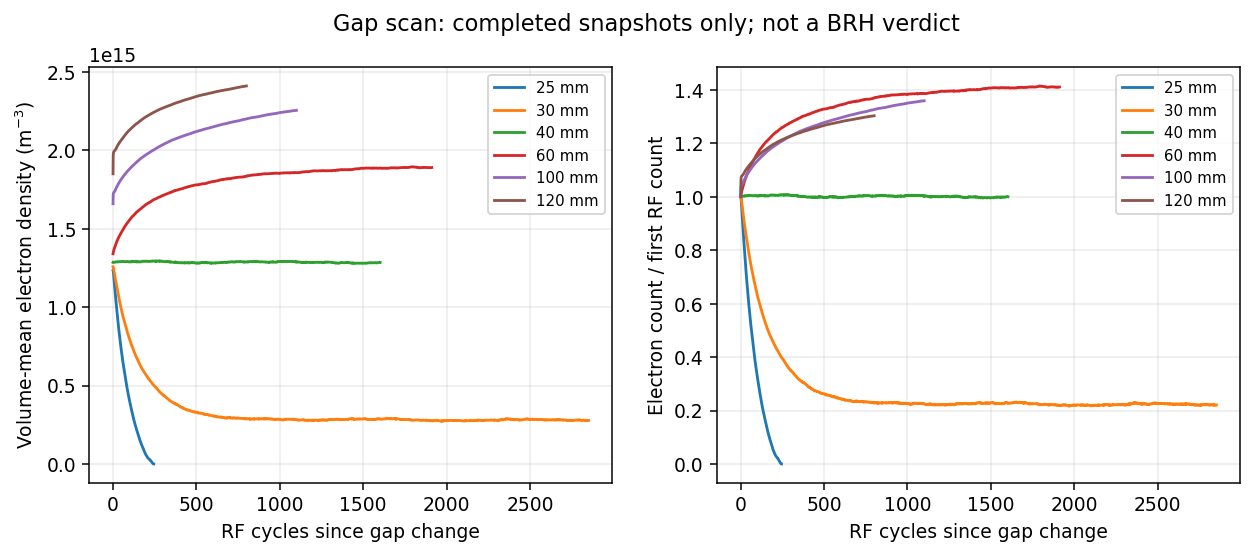 Gap scan: completed snapshots only; not a BRH verdict
1e15
2.5
2.0
1.5
1.0
0.5
0.0
Volume-mean electron density (m⁻³)
0
500
1000
1500
2000
2500
RF cycles since gap change
25 mm
30 mm
40 mm
60 mm
100 mm
120 mm
1.4
1.2
1.0
0.8
0.6
0.4
0.2
0.0
Electron count / first RF count
0
500
1000
1500
2000
2500
RF cycles since gap change
25 mm
30 mm
40 mm
60 mm
100 mm
120 mm